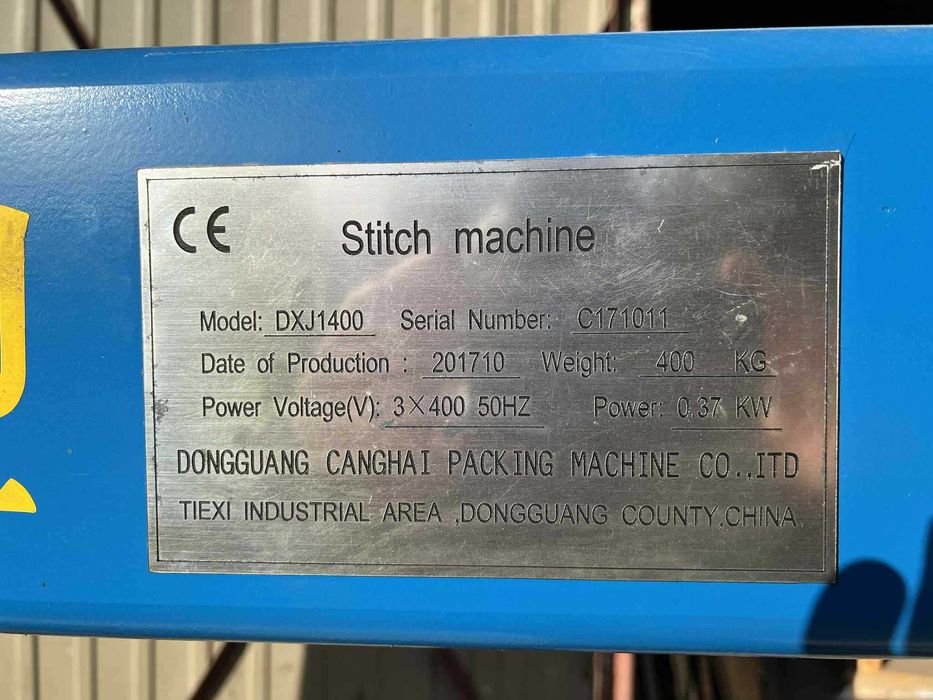 CE Stitch machine
Model: DXJ1400 Serial Number: C171011
Date of Production : 201710 Weight: 400 KG
Power Voltage(V): 3×400 50HZ Power: 0.37 KW
DONGGUANG CANGHAI PACKING MACHINE CO.,ITD
TIEXI INDUSTRIAL AREA ,DONGGUANG COUNTY,CHINA.